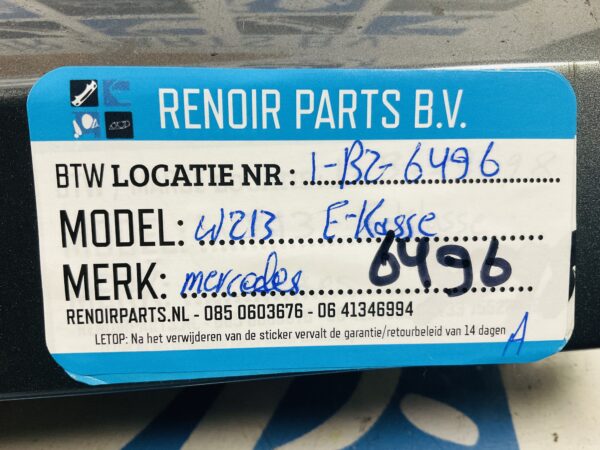 RENOIR PARTS B.V.
BTW LOCATIE NR : 1-BZ-6496
MODEL: W213 E-Kasse
MERK: mercedes 6496
RENOIRPARTS.NL - 085 0603676 - 06 41346994
LETOP: Na het verwijderen van de sticker vervalt de garantie/retourbeleid van 14 dagen A